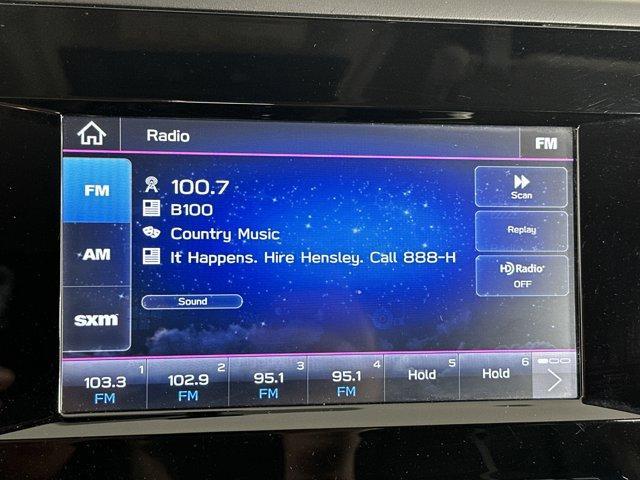 Radio
FM
FM
AM
sxm
100.7
B100
Country Music
It Happens. Hire Hensley. Call 888-H
Sound
Scan
Replay
HD Radio
OFF
1
103.3
FM
2
102.9
FM
3
95.1
FM
4
95.1
FM
5
Hold
6
Hold